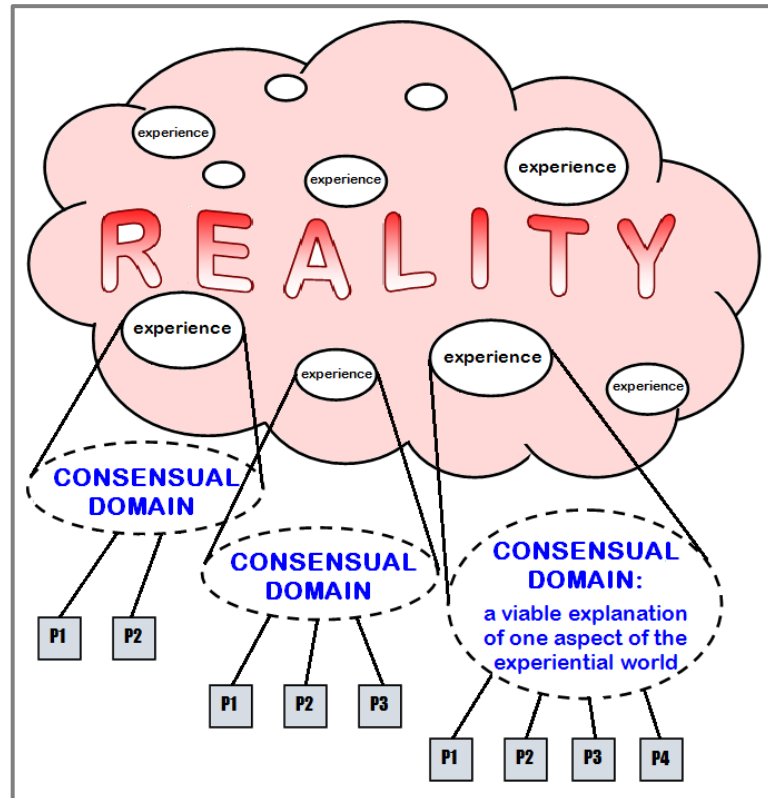 experience
experience
experience
REALITY
experience
experience
experience
experience
CONSENSUAL
DOMAIN
CONSENSUAL
DOMAIN
CONSENSUAL
DOMAIN:
a viable explanation
of one aspect of the
experiential world
P1
P2
P1
P2
P3
P1
P2
P3
P4